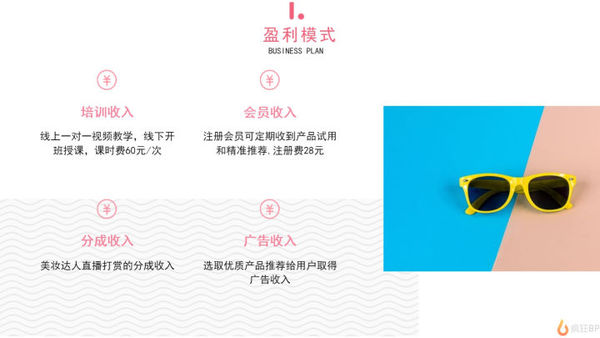 1.
盈利模式
BUSINESS PLAN
¥
培训收入
线上一对一视频教学，线下开
班授课，课时费60元/次
¥
会员收入
注册会员可定期收到产品试用
和精准推荐.注册费28元
¥
分成收入
美妆达人直播打赏的分成收入
¥
广告收入
选取优质产品推荐给用户取得
广告收入
疯狂BP